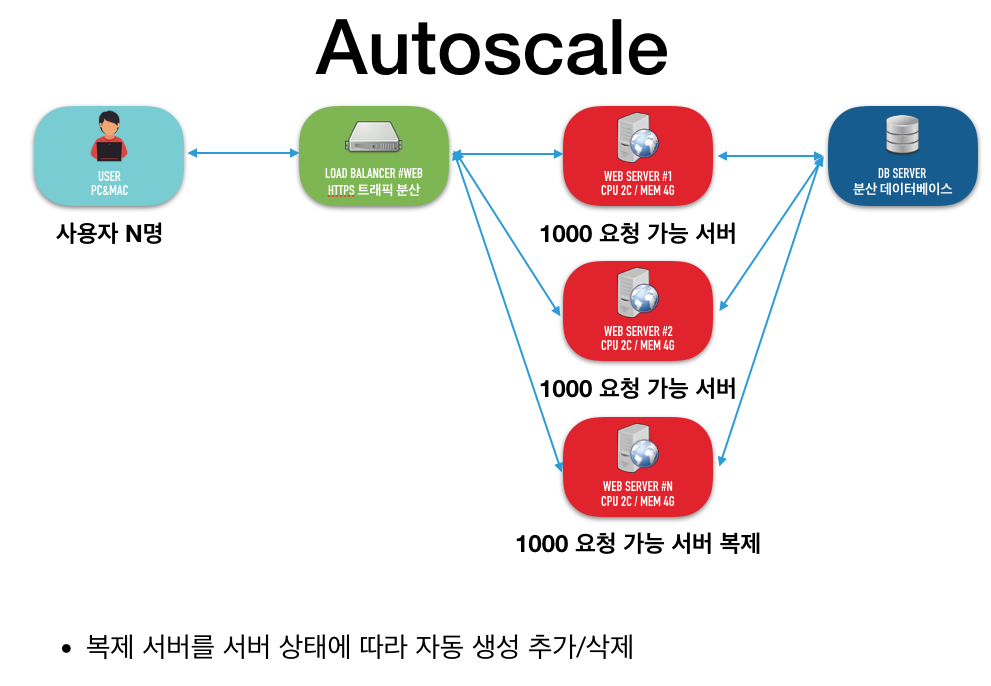 Autoscale
USER
PC&MAC
사용자 N명
LOAD BALANCER #WEB
HTTPS 트래픽 분산
WEB SERVER #1
CPU 2C / MEM 4G
1000 요청 가능 서버
DB SERVER
분산 데이터베이스
WEB SERVER #2
CPU 2C / MEM 4G
1000 요청 가능 서버
WEB SERVER #N
CPU 2C / MEM 4G
1000 요청 가능 서버 복제
• 복제 서버를 서버 상태에 따라 자동 생성 추가/삭제